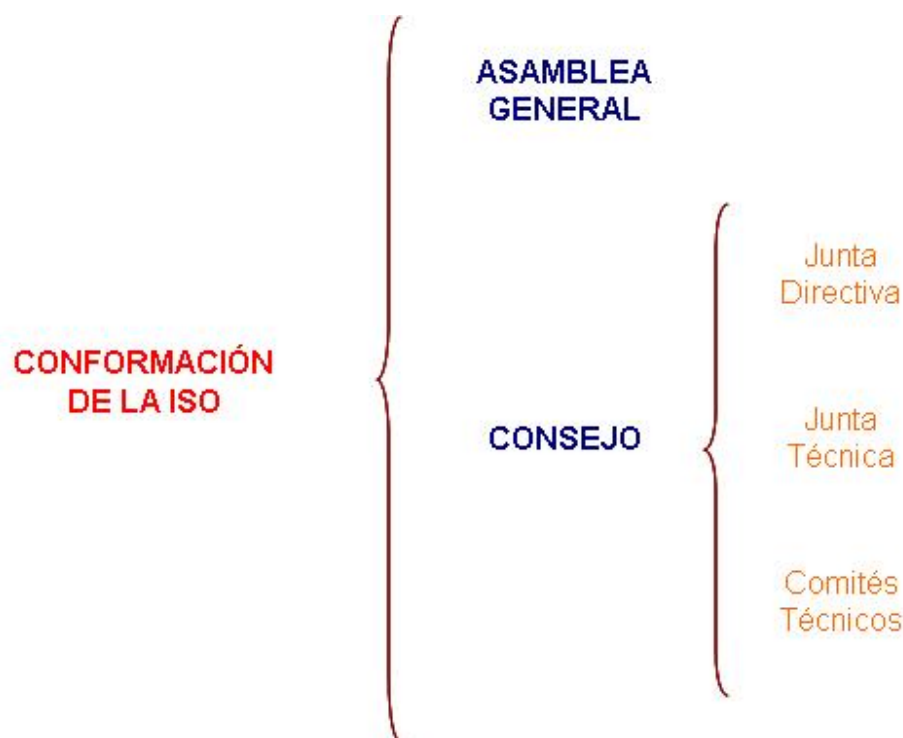 CONFORMACIÓN
DE LA ISO
ASAMBLEA
GENERAL
CONSEJO
Junta
Directiva
Junta
Técnica
Comités
Técnicos